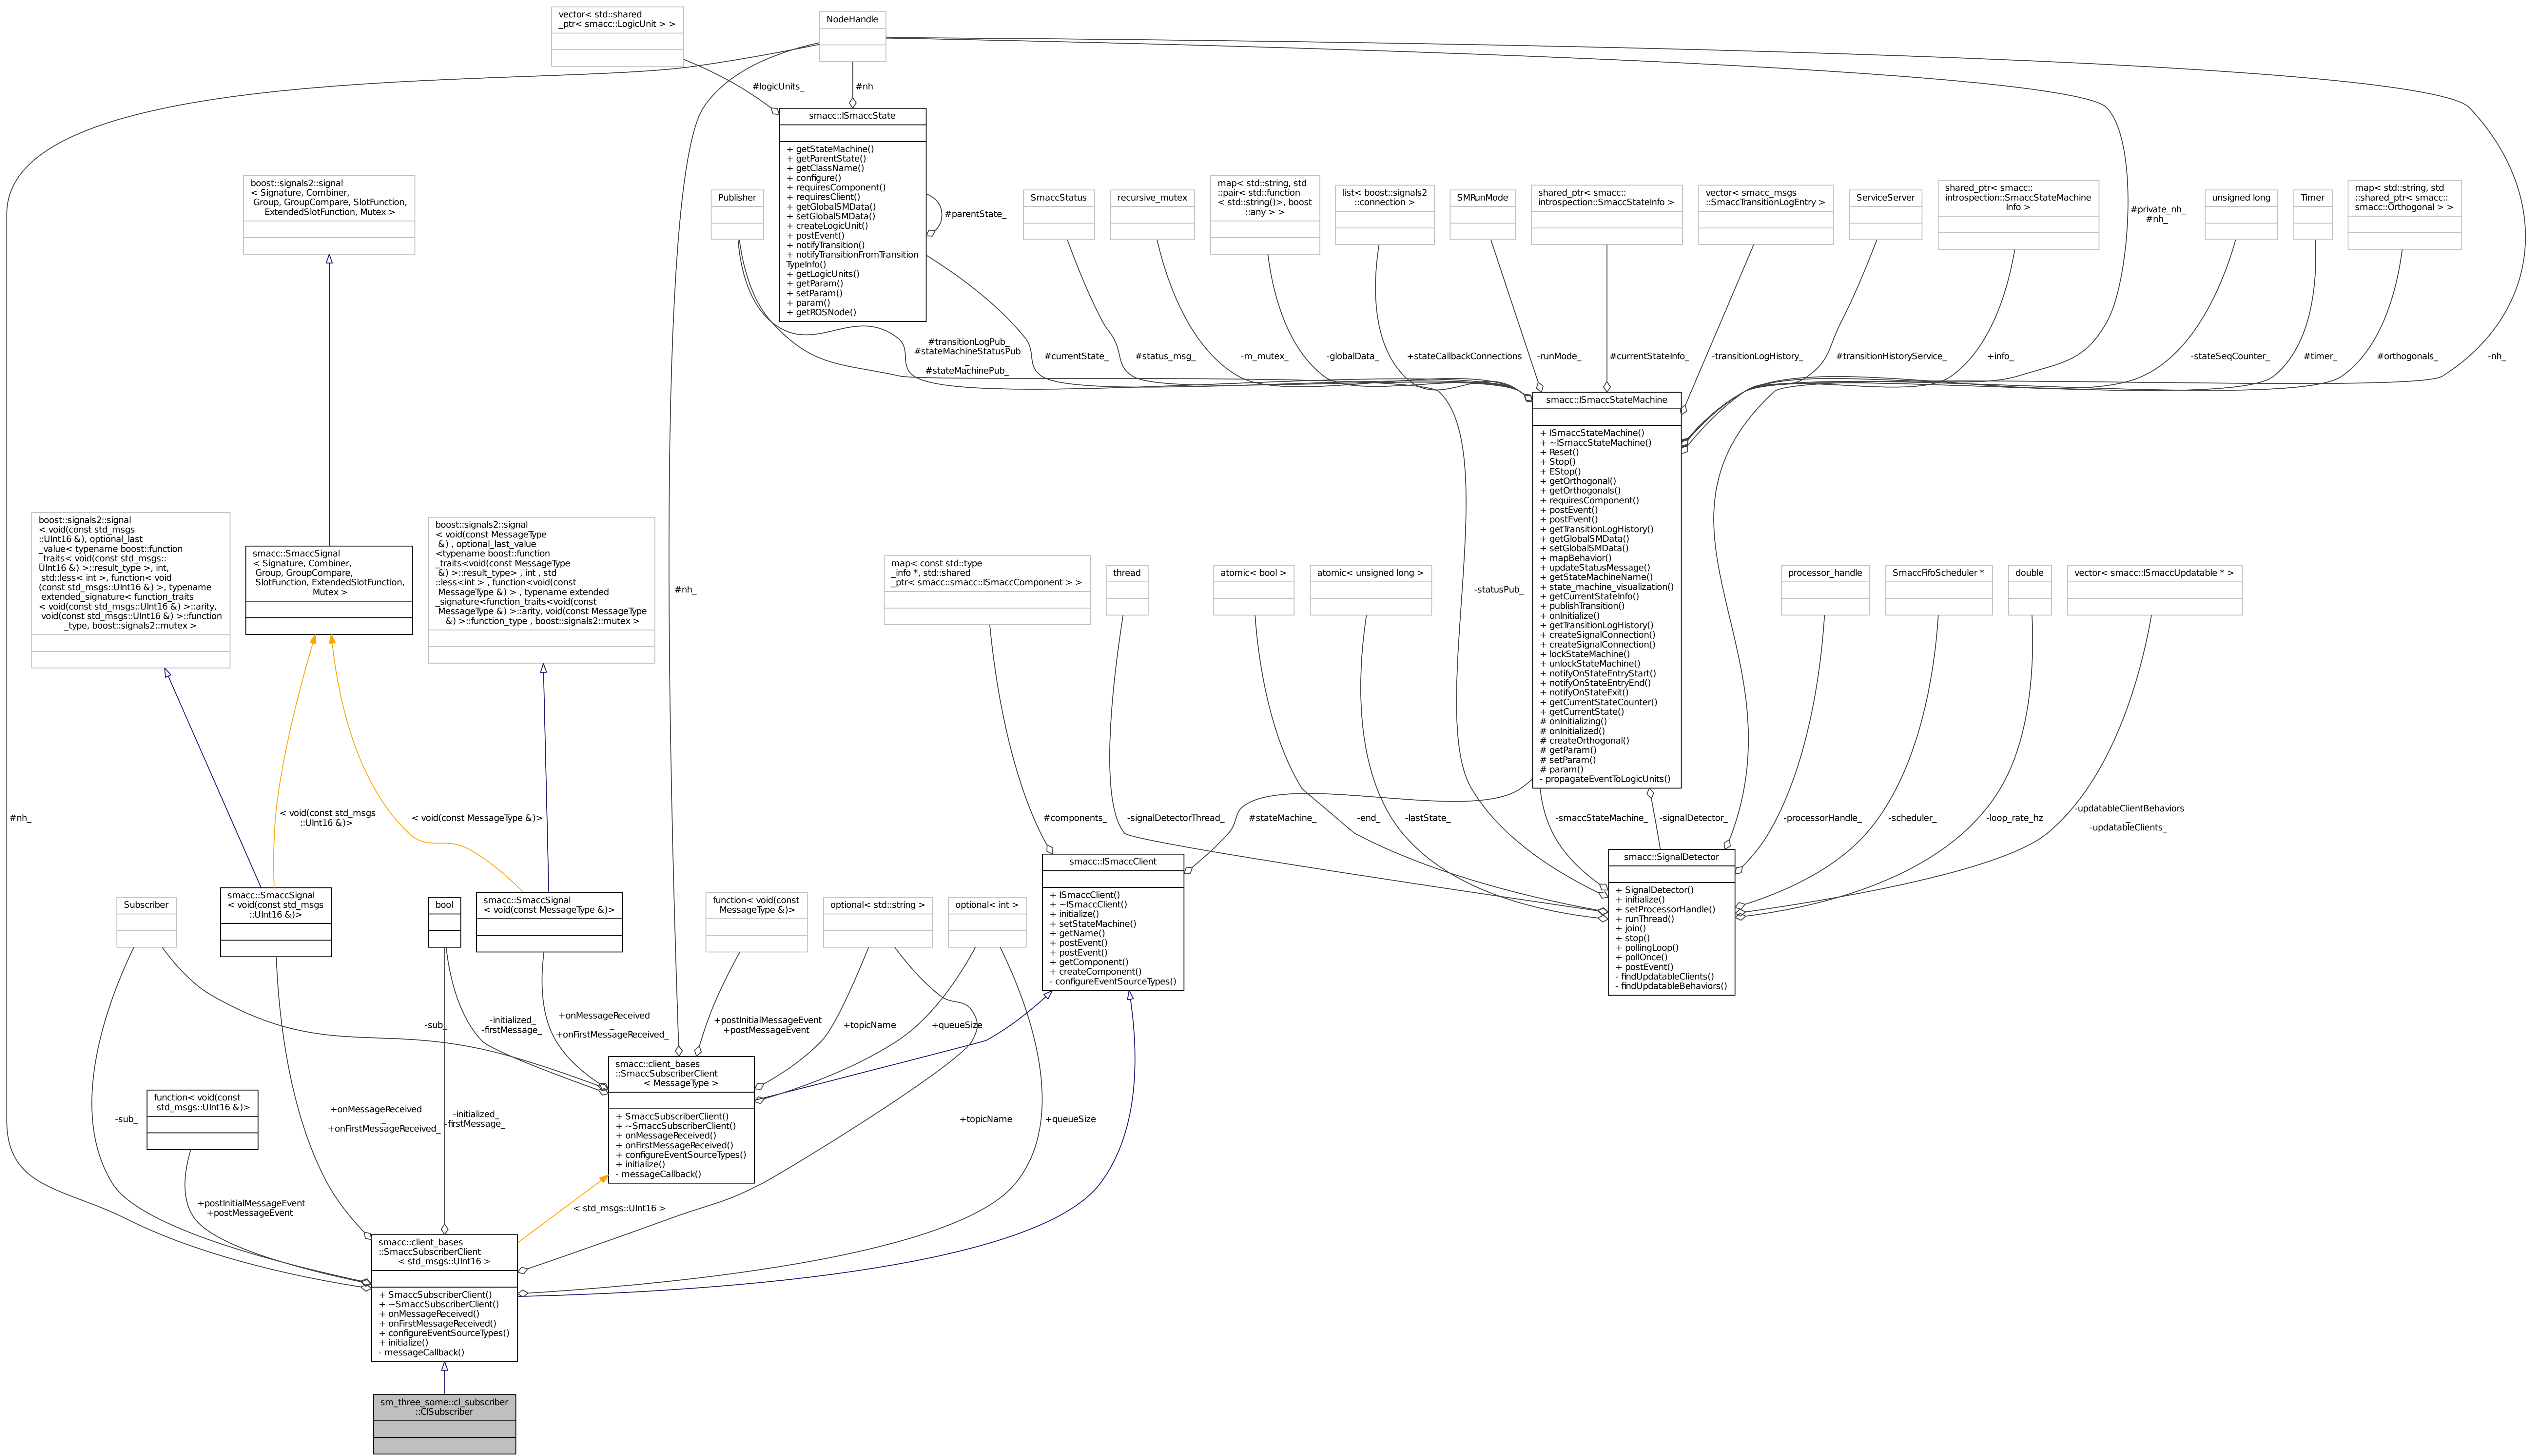 vector< std::shared
_ptr< smacc::LogicUnit > >
NodeHandle
#logicUnits_
#nh
smacc::ISmaccState
+ getStateMachine()
+ getParentState()
+ getClassName()
+ configure()
+ requiresComponent()
+ requiresClient()
+ getGlobalSMData()
+ setGlobalSMData()
+ createLogicUnit()
+ postEvent()
+ notifyTransition()
+ notifyTransitionFromTransition
TypeInfo()
+ getLogicUnits()
+ getParam()
+ setParam()
+ param()
+ getROSNode()
#parentState_
boost::signals2::signal
< Signature, Combiner,
Group, GroupCompare, SlotFunction,
ExtendedSlotFunction, Mutex >
Publisher
SmaccStatus
recursive_mutex
map< std::string, std
::pair< std::function
< std::string()>, boost
::any > >
list< boost::signals2
::connection >
SMRunMode
shared_ptr< smacc::
introspection::SmaccStateInfo >
vector< smacc_msgs
::SmaccTransitionLogEntry >
ServiceServer
shared_ptr< smacc::
introspection::SmaccStateMachine
Info >
unsigned long
Timer
map< std::string, std
::shared_ptr< smacc::
smacc::Orthogonal > >
#private_nh_
#nh_
#transitionLogPub_
#stateMachineStatusPub
_
#stateMachinePub_
#currentState_
#status_msg_
-m_mutex_
-globalData_
+stateCallbackConnections
-runMode_
#currentStateInfo_
-transitionLogHistory_
#transitionHistoryService_
+info_
-stateSeqCounter_
#timer_
#orthogonals_
-nh_
smacc::ISmaccStateMachine
+ ISmaccStateMachine()
+ ~ISmaccStateMachine()
+ Reset()
+ Stop()
+ EStop()
+ getOrthogonal()
+ getOrthogonals()
+ requiresComponent()
+ postEvent()
+ postEvent()
+ getTransitionLogHistory()
+ getGlobalSMData()
+ setGlobalSMData()
+ mapBehavior()
+ updateStatusMessage()
+ getStateMachineName()
+ state_machine_visualization()
+ getCurrentStateInfo()
+ publishTransition()
+ onInitialize()
+ getTransitionLogHistory()
+ createSignalConnection()
+ createSignalConnection()
+ lockStateMachine()
+ unlockStateMachine()
+ notifyOnStateEntryStart()
+ notifyOnStateEntryEnd()
+ notifyOnStateExit()
+ getCurrentStateCounter()
+ getCurrentState()
# onInitializing()
# onInitialized()
# createOrthogonal()
# getParam()
# setParam()
# param()
- propagateEventToLogicUnits()
boost::signals2::signal
< void(const std_msgs
::UInt16 &), optional_last
_value< typename boost::function
_traits< void(const std_msgs::
UInt16 &) >::result_type >, int,
std::less< int >, function< void
(const std_msgs::UInt16 &) >, typename
extended_signature< function_traits
< void(const std_msgs::UInt16 &) >::arity,
void(const std_msgs::UInt16 &) >::function
_type, boost::signals2::mutex >
smacc::SmaccSignal
< Signature, Combiner,
Group, GroupCompare,
SlotFunction, ExtendedSlotFunction,
Mutex >
boost::signals2::signal
< void(const MessageType
&) , optional_last_value
<typename boost::function
_traits<void(const MessageType
&) >::result_type> , int , std
::less<int > , function<void(const
MessageType &) > , typename extended
_signature<function_traits<void(const
MessageType &) >::arity, void(const MessageType
&) >::function_type , boost::signals2::mutex >
#nh_
-statusPub_
map< const std::type
_info *, std::shared
_ptr< smacc::smacc::ISmaccComponent > >
thread
atomic< bool >
atomic< unsigned long >
processor_handle
SmaccFifoScheduler *
double
vector< smacc::ISmaccUpdatable * >
#nh_
< void(const std_msgs
::UInt16 &)>
< void(const MessageType &)>
#components_
-signalDetectorThread_
#stateMachine_
-end_
-lastState_
-smaccStateMachine_
-signalDetector_
-processorHandle_
-scheduler_
-loop_rate_hz
-updatableClientBehaviors
_
-updatableClients_
smacc::ISmaccClient
+ ISmaccClient()
+ ~ISmaccClient()
+ initialize()
+ setStateMachine()
+ getName()
+ postEvent()
+ postEvent()
+ getComponent()
+ createComponent()
- configureEventSourceTypes()
smacc::SignalDetector
+ SignalDetector()
+ initialize()
+ setProcessorHandle()
+ runThread()
+ join()
+ stop()
+ pollingLoop()
+ pollOnce()
+ postEvent()
- findUpdatableClients()
- findUpdatableBehaviors()
Subscriber
smacc::SmaccSignal
< void(const std_msgs
::UInt16 &)>
bool
smacc::SmaccSignal
< void(const MessageType &)>
function< void(const
MessageType &)>
optional< std::string >
optional< int >
-sub_
-initialized_
-firstMessage_
+onMessageReceived
_
+onFirstMessageReceived_
+postInitialMessageEvent
+postMessageEvent
+topicName
+queueSize
smacc::client_bases
::SmaccSubscriberClient
< MessageType >
+ SmaccSubscriberClient()
+ ~SmaccSubscriberClient()
+ onMessageReceived()
+ onFirstMessageReceived()
+ configureEventSourceTypes()
+ initialize()
- messageCallback()
function< void(const
std_msgs::UInt16 &)>
-sub_
+onMessageReceived
_
+onFirstMessageReceived_
-initialized_
-firstMessage_
+topicName
+queueSize
+postInitialMessageEvent
+postMessageEvent
< std_msgs::UInt16 >
smacc::client_bases
::SmaccSubscriberClient
< std_msgs::UInt16 >
+ SmaccSubscriberClient()
+ ~SmaccSubscriberClient()
+ onMessageReceived()
+ onFirstMessageReceived()
+ configureEventSourceTypes()
+ initialize()
- messageCallback()
sm_three_some::cl_subscriber
::ClSubscriber